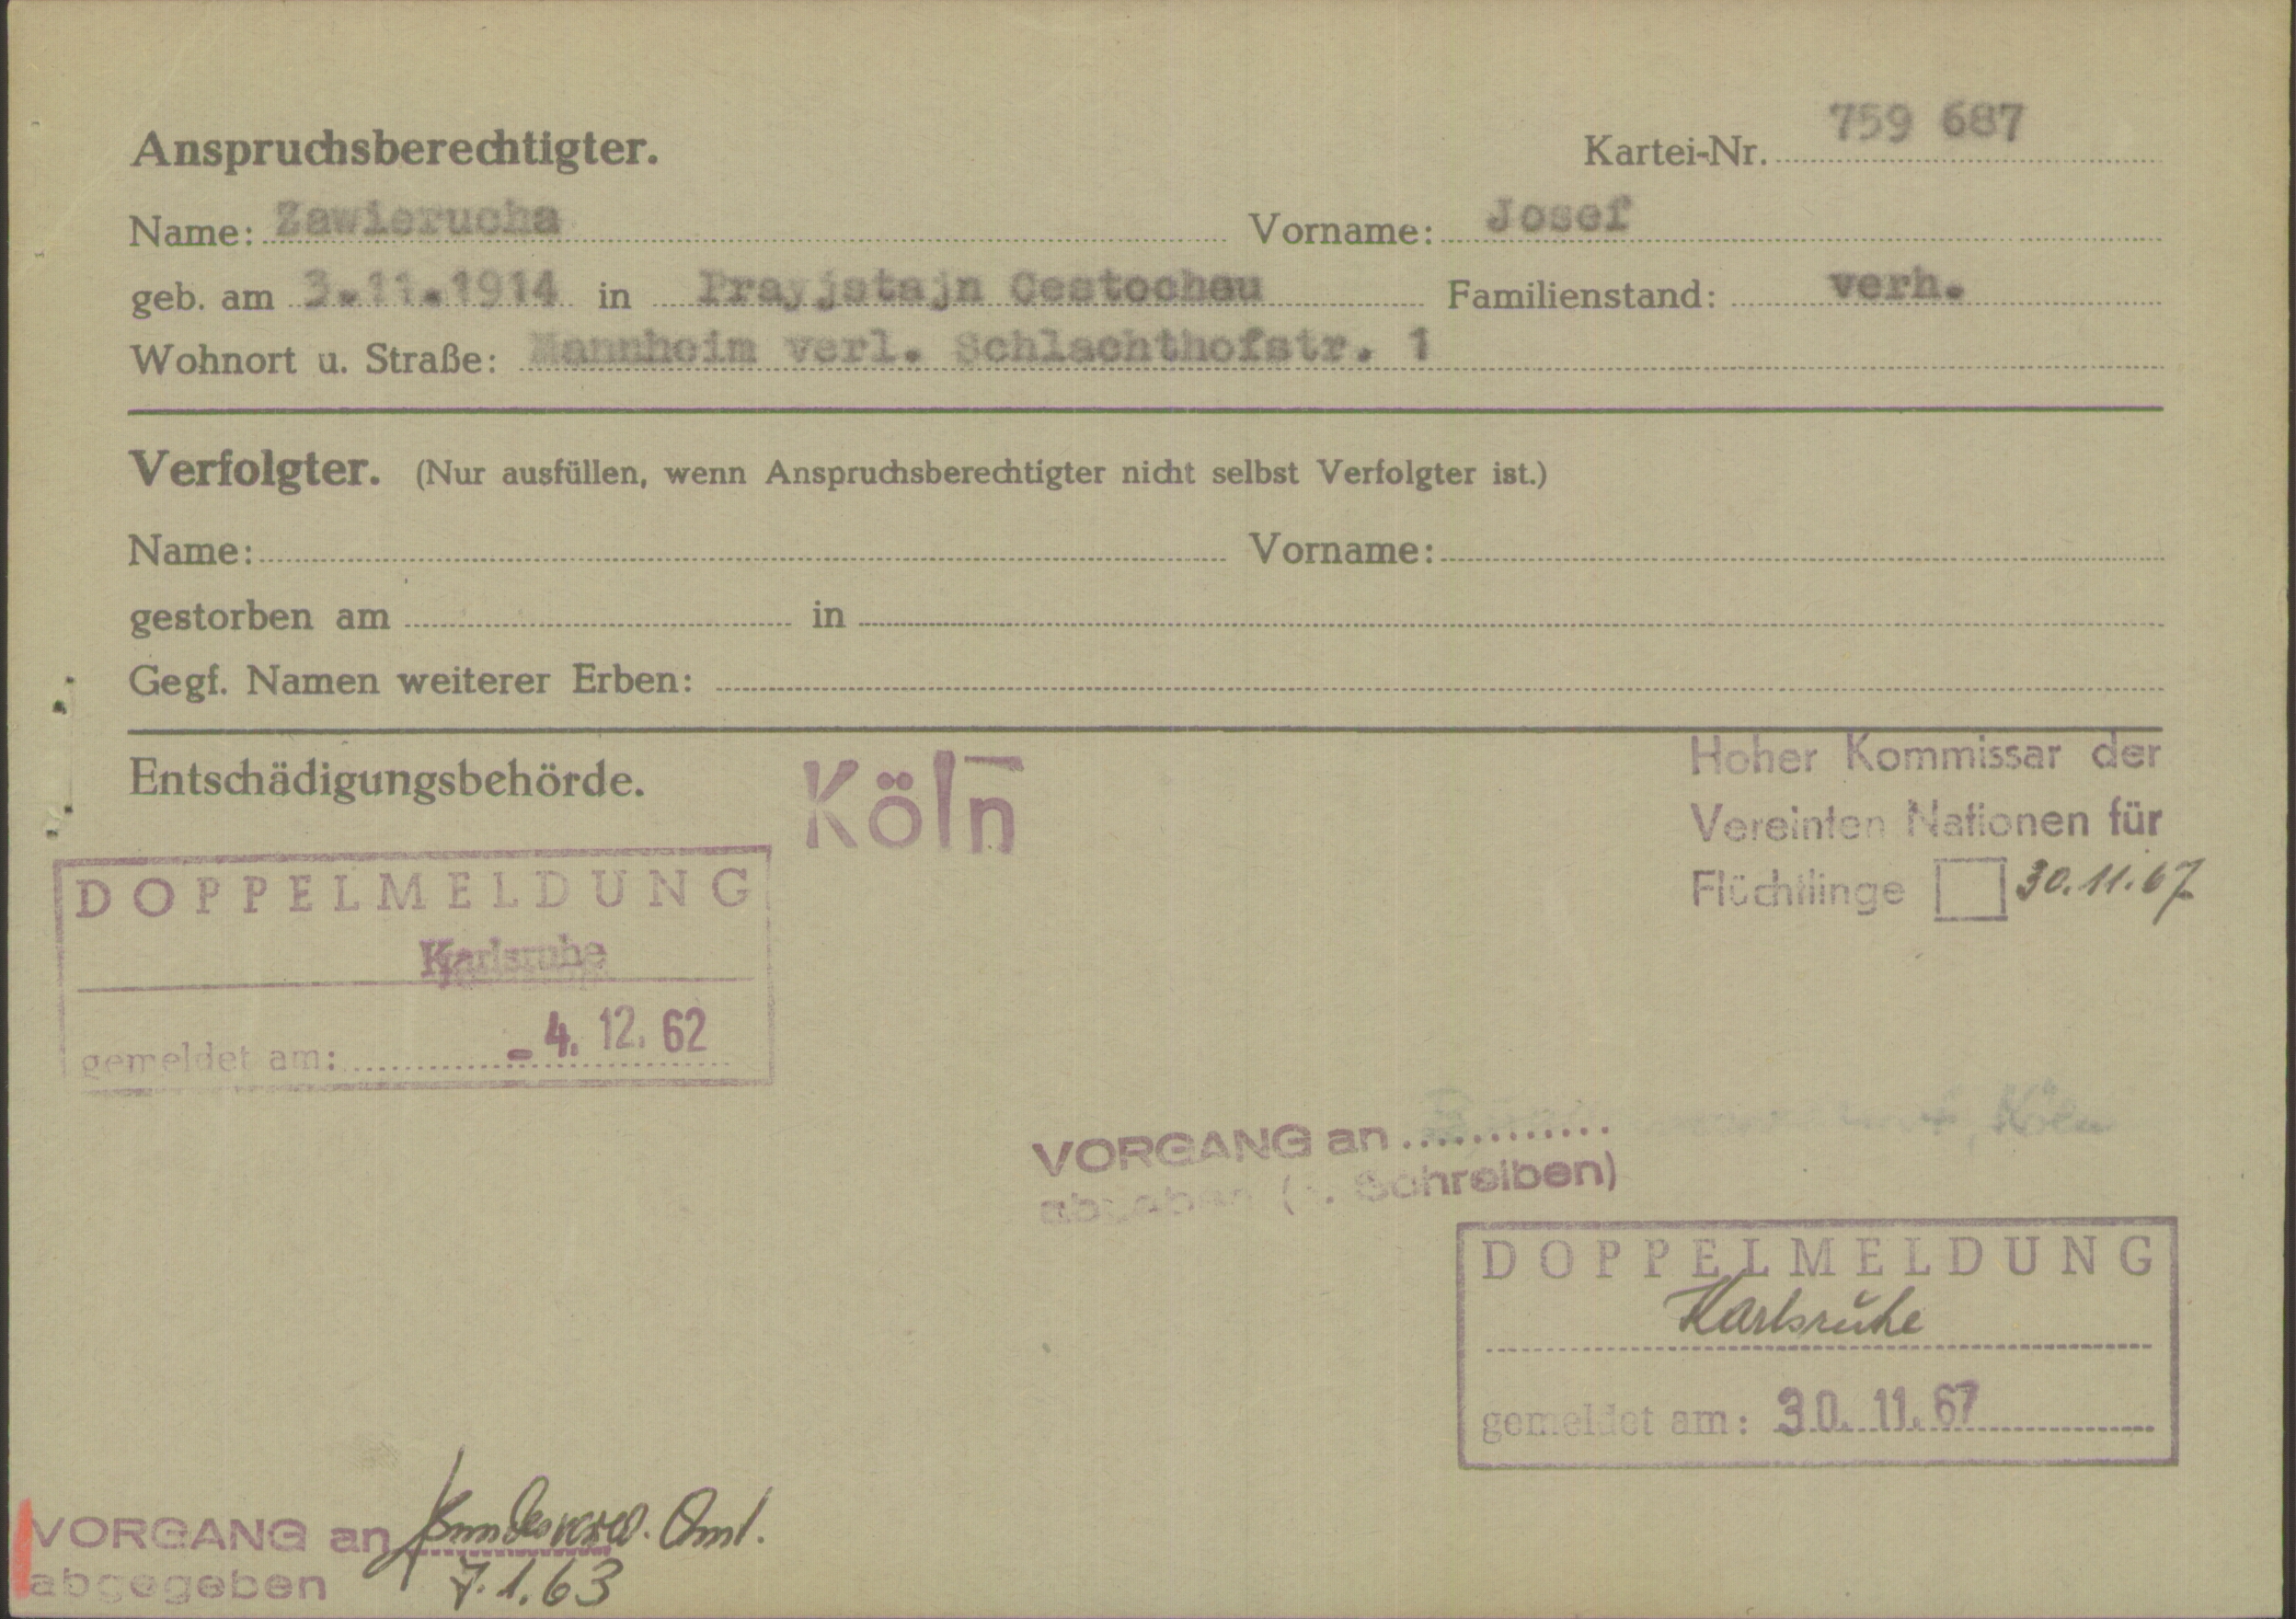 Anspruchsberechtigter.
Kartei-Nr. 759 687
Name: Zawierucha Vorname: Josef
geb. am 3.11.1914 in Prayjstajn Cestochau Familienstand: verh.
Wohnort u. Straße: Mannheim verl. Schlachthofstr. 1
Verfolgter. (Nur ausfüllen, wenn Anspruchsberechtigter nicht selbst Verfolgter ist.)
Name: Vorname:
gestorben am in
Gegf. Namen weiterer Erben:
Entschädigungsbehörde.
Köln
Hoher Kommissar der
Vereinten Nationen für
Flüchtlinge 30.11.67
DOPPELMELDUNG
Karlsruhe
gemeldet am: - 4. 12. 62
VORGANG an Köln
abgeben (s. Schreiben)
DOPPELMELDUNG
Karlsruhe
gemeldet am: 30. 11. 67
VORGANG an Bundesverw. Amt.
abgegeben 7.1.63